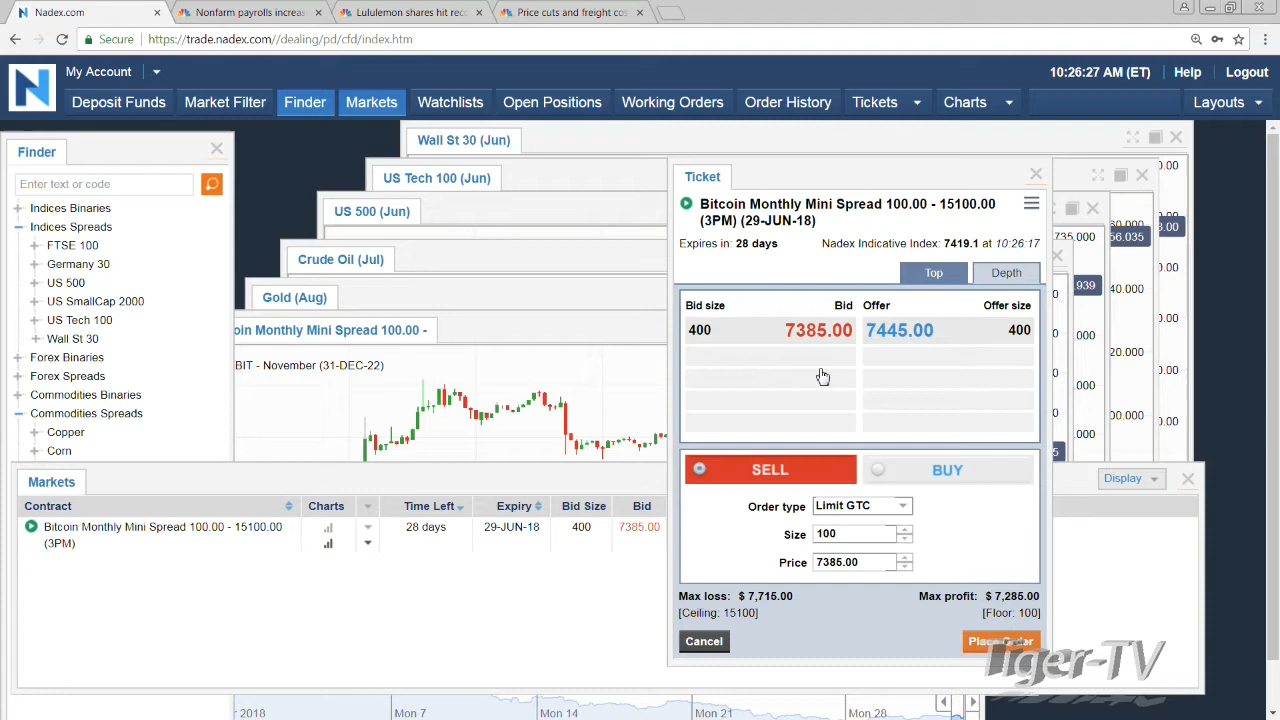 Nadex.com
Nonfarm payrolls increas
Lululemon shares hit rec
Price cuts and freight cos
Secure
https://trade.nadex.com//dealing/pd/cfd/index.htm
My Account
10:26:27 AM (ET)
Help
Logout
Deposit Funds
Market Filter
Finder
Markets
Watchlists
Open Positions
Working Orders
Order History
Tickets
Charts
Layouts
Finder
Enter text or code
Indices Binaries
Indices Spreads
FTSE 100
Germany 30
US 500
US SmallCap 2000
US Tech 100
Wall St 30
Forex Binaries
Forex Spreads
Commodities Binaries
Commodities Spreads
Copper
Corn
Wall St 30 (Jun)
US Tech 100 (Jun)
US 500 (Jun)
Crude Oil (Jul)
Gold (Aug)
oin Monthly Mini Spread 100.00 -
BIT - November (31-DEC-22)
Ticket
Bitcoin Monthly Mini Spread 100.00 - 15100.00
(3PM) (29-JUN-18)
Expires in: 28 days
Nadex Indicative Index: 7419.1 at 10:26:17
Top
Depth
Bid size
Bid
Offer
Offer size
400
7385.00
7445.00
400
SELL
BUY
Order type
Limit GTC
Size
100
Price
7385.00
Max loss: $ 7,715.00
Max profit: $ 7,285.00
[Ceiling: 15100]
[Floor: 100]
Cancel
Place Order
Markets
Display
Contract
Charts
Time Left
Expiry
Bid Size
Bid
Bitcoin Monthly Mini Spread 100.00 - 15100.00
(3PM)
28 days
29-JUN-18
400
7385.00
2018
Mon 7
Mon 14
Mon 21
Mon 28
Tiger-TV